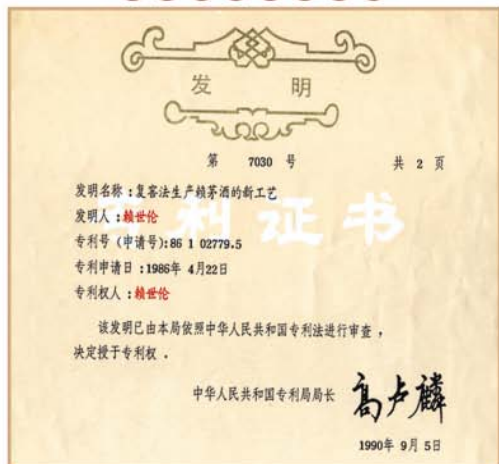 发 明
第 7030 号 共 2 页
发明名称：复窖法生产赖茅酒的新工艺
发明人：赖世伦
专利号（申请号）：86 1 02779.5
专利申请日：1986年 4月22日
专利权人：赖世伦
专利证书
该发明已由本局依照中华人民共和国专利法进行审查，
决定授于专利权．
中华人民共和国专利局局长 高卢麟
1990年 9月 5日